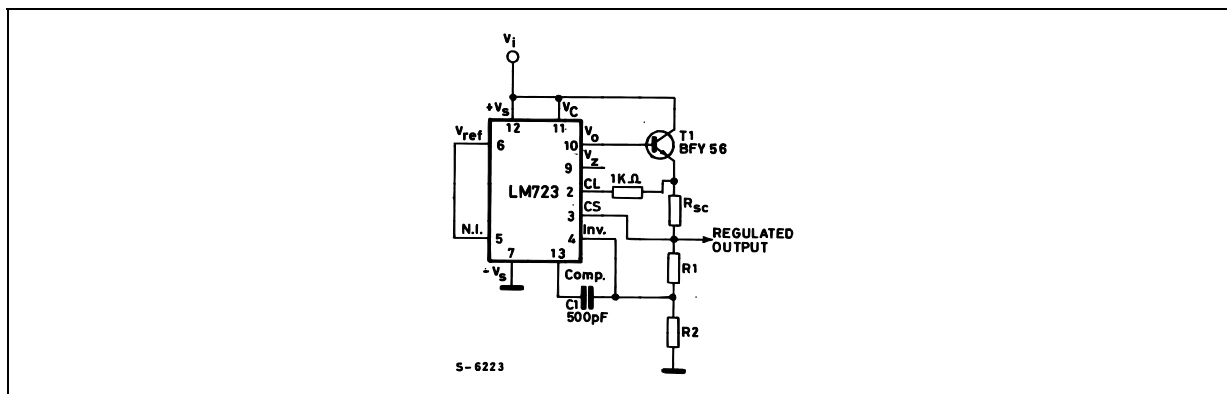 Vi
+Vs
VC
12
11
Vref
6
Vo
10
T1
BFY 56
Vz
9
1KΩ
CL
2
LM723
Rsc
CS
3
REGULATED
OUTPUT
N.I.
5
Inv.
4
7
13
-Vs
Comp.
R1
C1
500pF
R2
S-6223